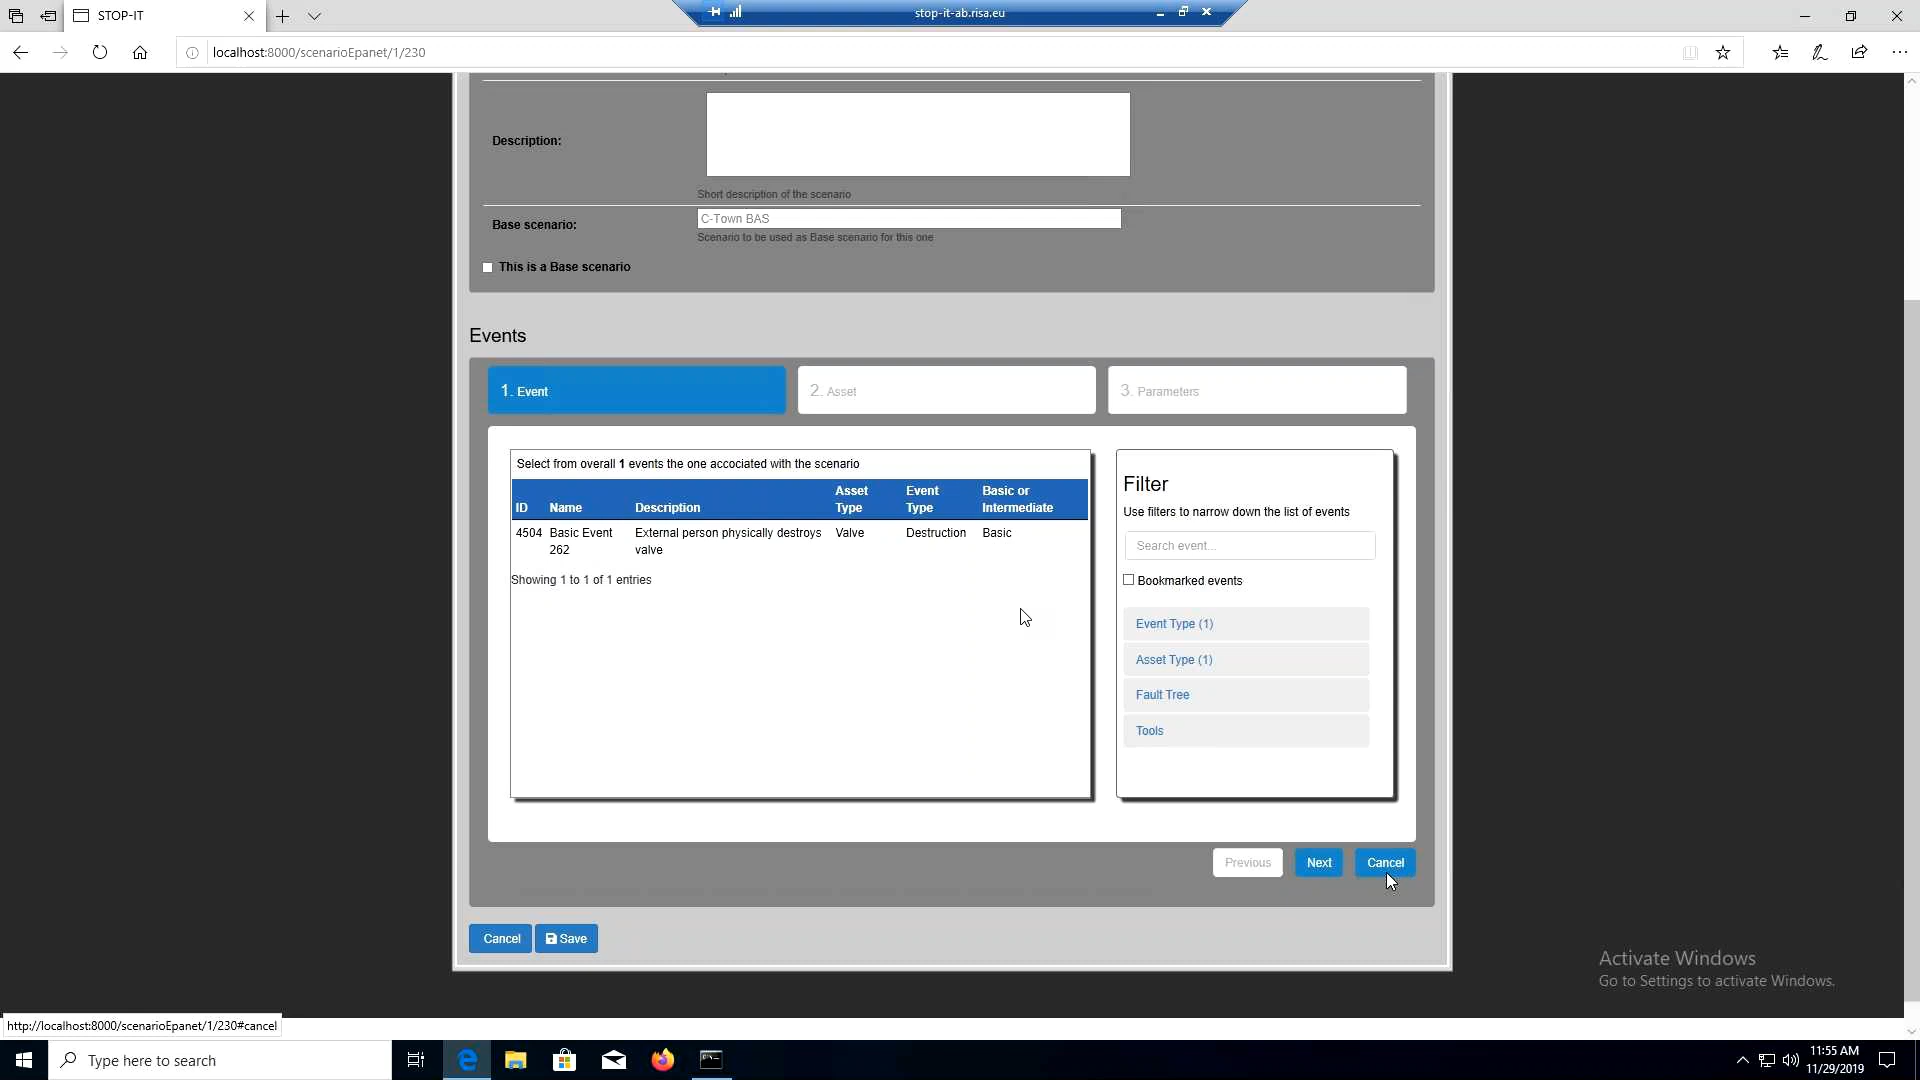 STOP-IT
stop-it-ab.risa.eu
localhost:8000/scenarioEpanet/1/230
Description:
Short description of the scenario
Base scenario:
C-Town BAS
Scenario to be used as Base scenario for this one
This is a Base scenario
Events
1. Event
2. Asset
3. Parameters
Select from overall 1 events the one accociated with the scenario
ID Name Description Asset Type Event Type Basic or Intermediate
4504 Basic Event 262 External person physically destroys valve Valve Destruction Basic
Showing 1 to 1 of 1 entries
Filter
Use filters to narrow down the list of events
Search event...
Bookmarked events
Event Type (1)
Asset Type (1)
Fault Tree
Tools
Previous Next Cancel
Cancel Save
Activate Windows
Go to Settings to activate Windows.
http://localhost:8000/scenarioEpanet/1/230#cancel
Type here to search
11:55 AM
11/29/2019